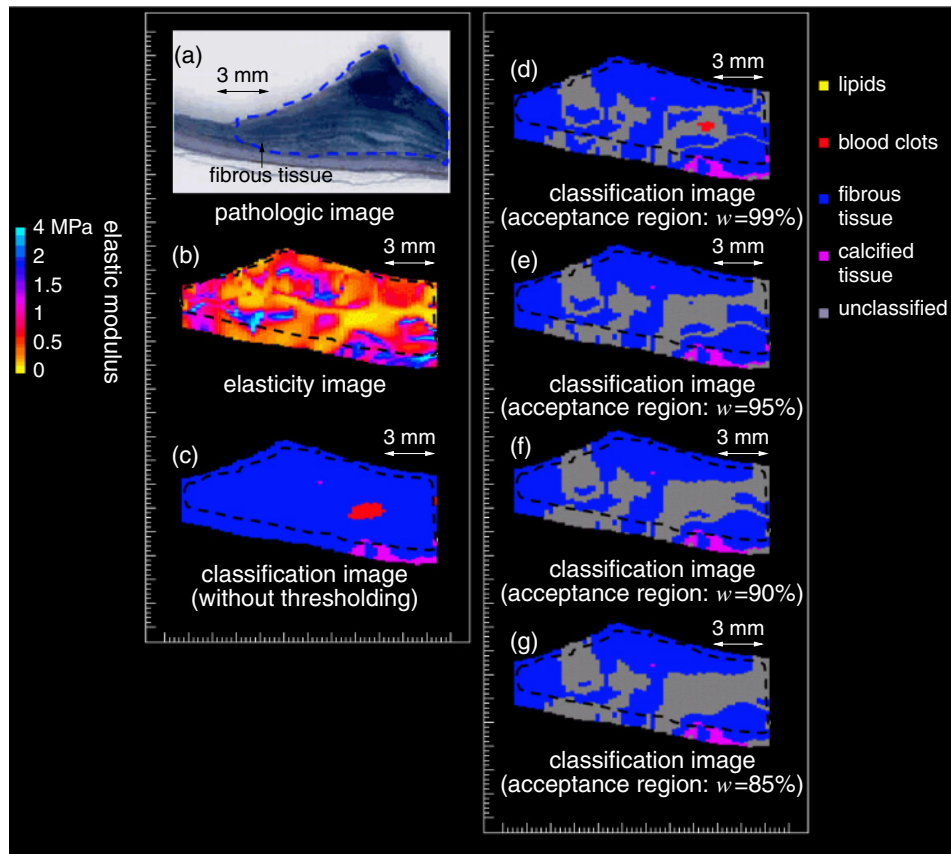 (a)
3 mm
fibrous tissue
pathologic image
4 MPa
2
1
0.5
0
elastic modulus
(b)
3 mm
elasticity image
(c)
3 mm
classification image
(without thresholding)
(d)
3 mm
classification image
(acceptance region: w=99%)
(e)
3 mm
classification image
(acceptance region: w=95%)
(f)
3 mm
classification image
(acceptance region: w=90%)
(g)
3 mm
classification image
(acceptance region: w=85%)
lipids
blood clots
fibrous
tissue
calcified
tissue
unclassified